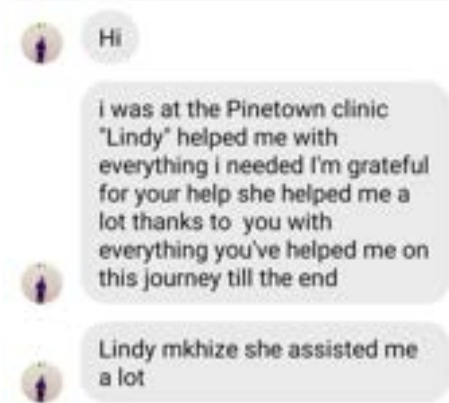 Hi
i was at the Pinetown clinic
"Lindy" helped me with
everything i needed I'm grateful
for your help she helped me a
lot thanks to  you with
everything you've helped me on
this journey till the end
Lindy mkhize she assisted me
a lot